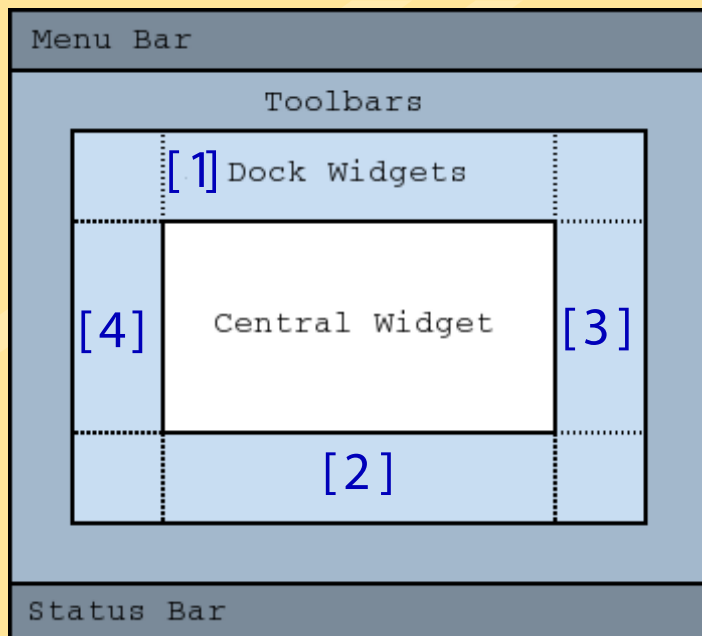 Menu Bar
Toolbars
[1] Dock Widgets
[4] Central Widget [3]
[2]
Status Bar